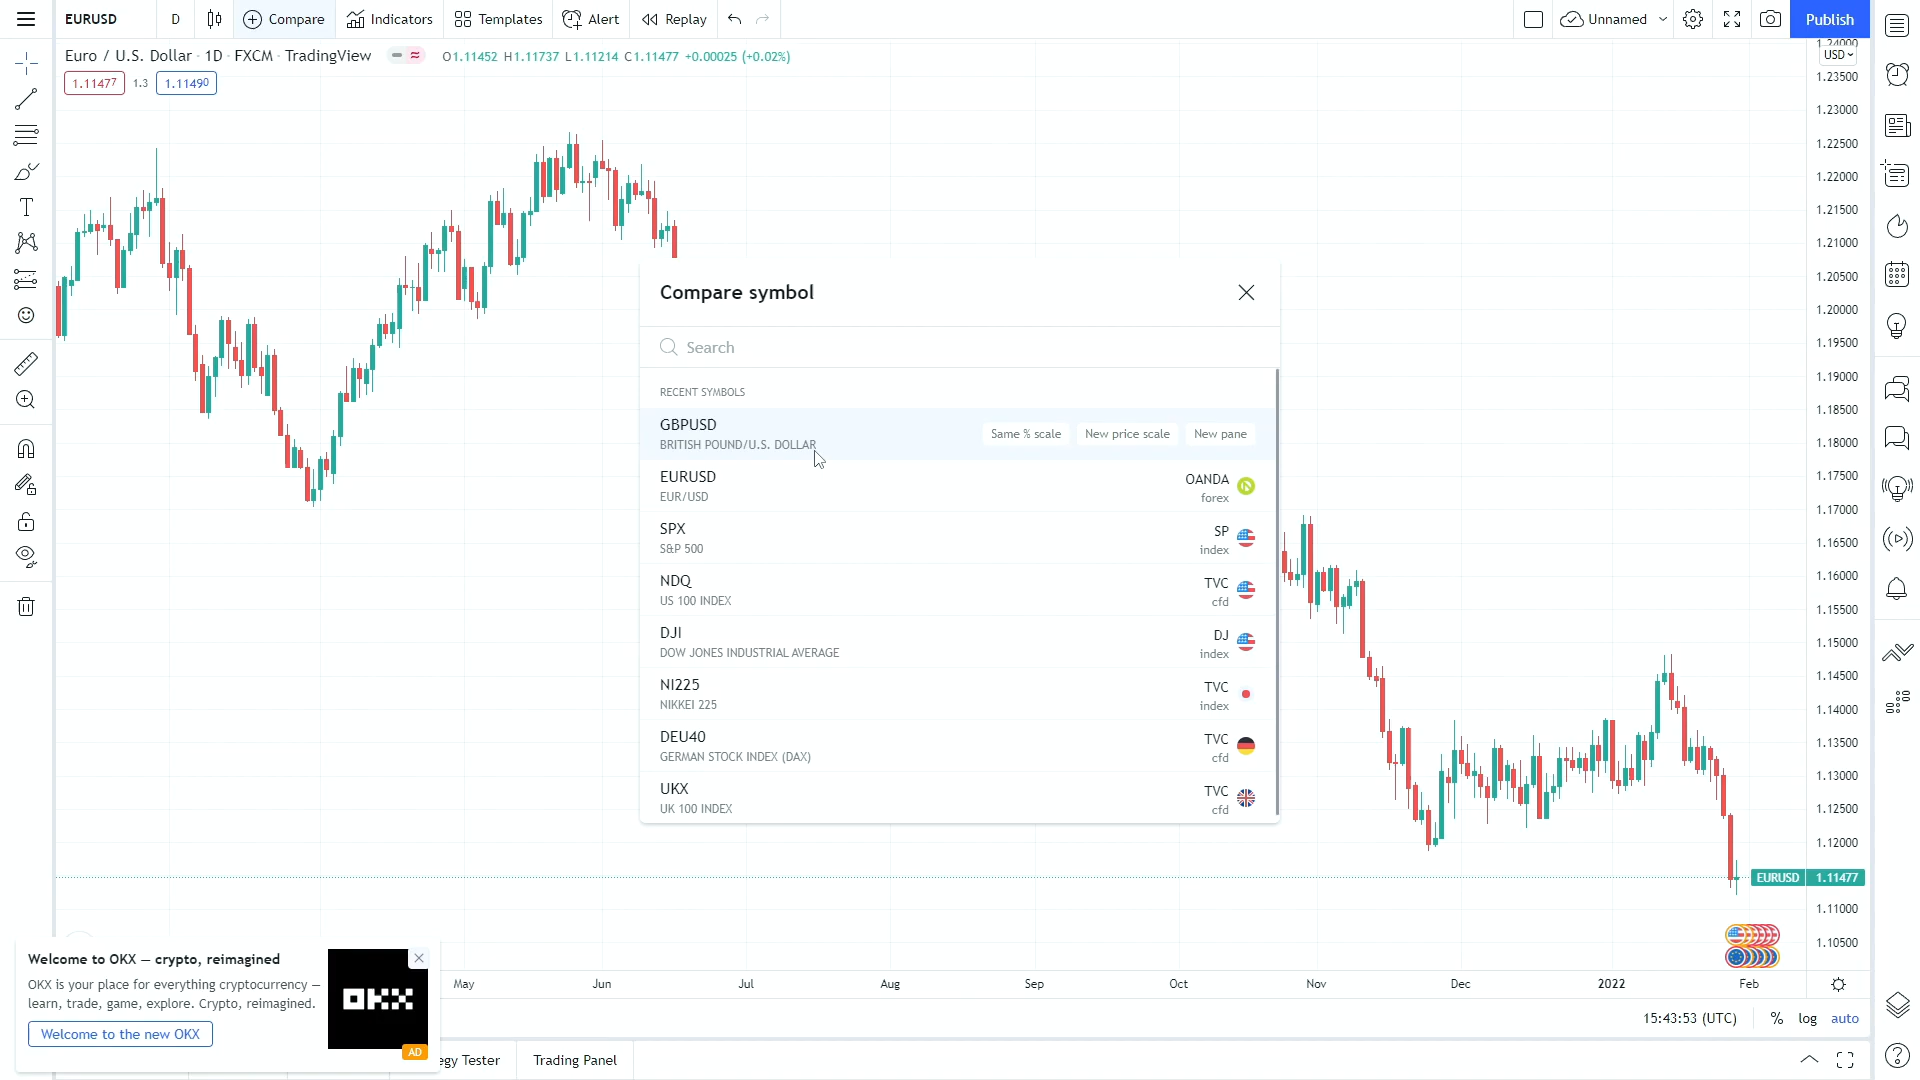 EURUSD D Compare Indicators Templates Alert Replay Unnamed Publish
Euro / U.S. Dollar · 1D · FXCM · TradingView O1.11452 H1.11737 L1.11214 C1.11477 +0.00025 (+0.02%)
1.11477 1.3 1.11490
1.24000
USD
1.23500
1.23000
1.22500
1.22000
1.21500
1.21000
1.20500
1.20000
1.19500
1.19000
1.18500
1.18000
1.17500
1.17000
1.16500
1.16000
1.15500
1.15000
1.14500
1.14000
1.13500
1.13000
1.12500
1.12000
EURUSD 1.11477
1.11000
1.10500
Compare symbol
Search
RECENT SYMBOLS
GBPUSD
BRITISH POUND/U.S. DOLLAR
Same % scale New price scale New pane
EURUSD
EUR/USD
OANDA
forex
SPX
S&P 500
SP
index
NDQ
US 100 INDEX
TVC
cfd
DJI
DOW JONES INDUSTRIAL AVERAGE
DJ
index
NI225
NIKKEI 225
TVC
index
DEU40
GERMAN STOCK INDEX (DAX)
TVC
cfd
UKX
UK 100 INDEX
TVC
cfd
May Jun Jul Aug Sep Oct Nov Dec 2022 Feb
Welcome to OKX — crypto, reimagined
OKX is your place for everything cryptocurrency —
learn, trade, game, explore. Crypto, reimagined.
Welcome to the new OKX
OKX
AD
15:43:53 (UTC) % log auto
egy Tester Trading Panel